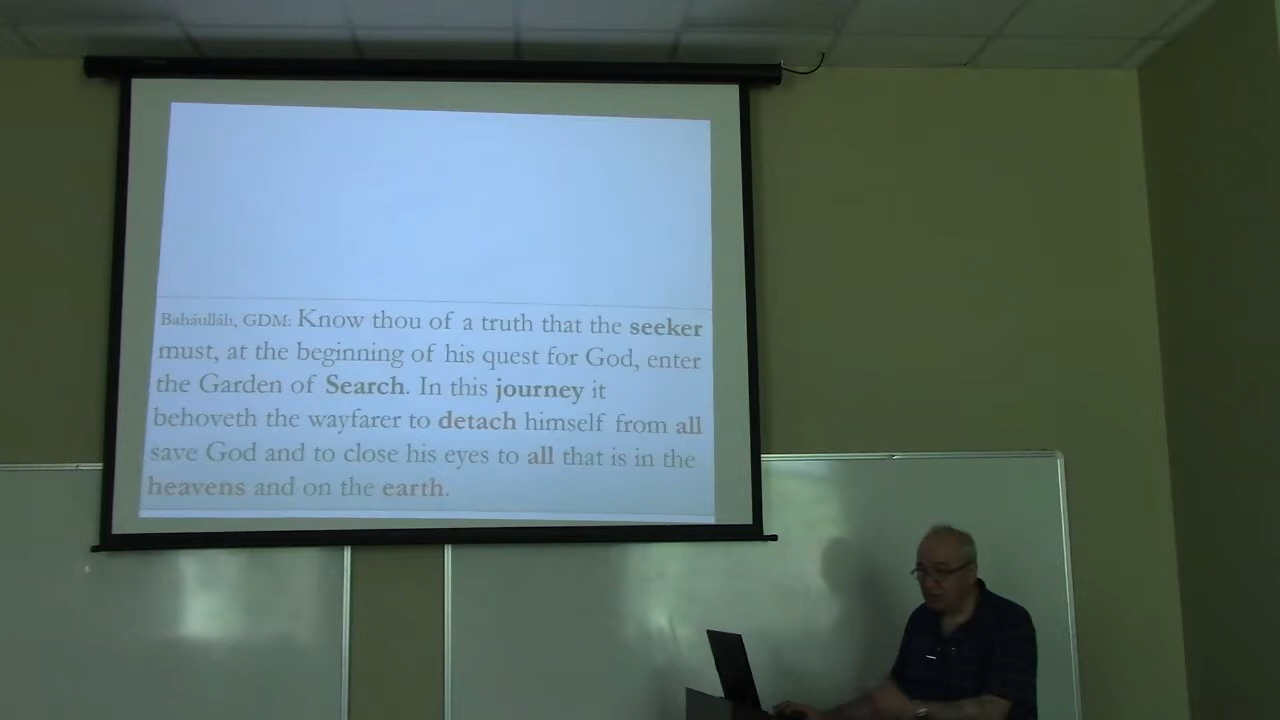 Baháulláh, GDM: Know thou of a truth that the seeker
must, at the beginning of his quest for God, enter
the Garden of Search. In this journey it
behoveth the wayfarer to detach himself from all
save God and to close his eyes to all that is in the
heavens and on the earth.